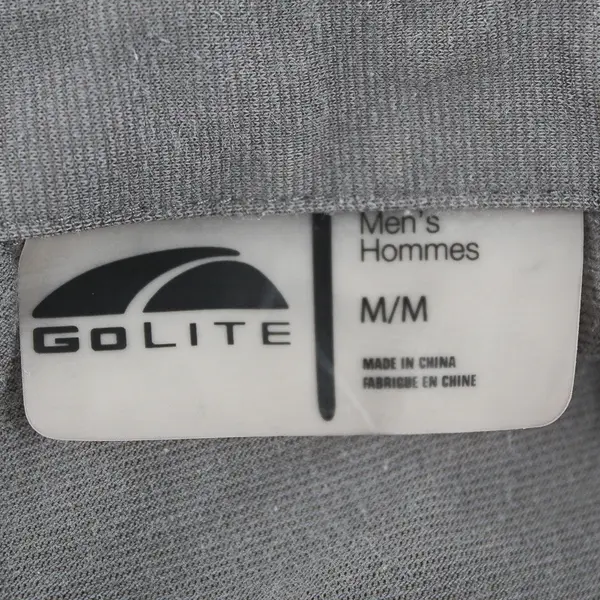 GOLITE
Men's
Hommes
M/M
MADE IN CHINA
FABRIQUE EN CHINE